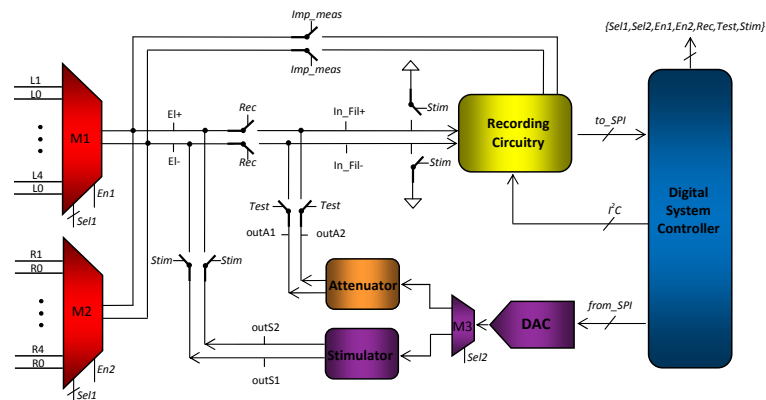 Imp_meas
{Sel1,Sel2,En1,En2,Rec,Test,Stim}
Imp_meas
L1
L0
El+
Rec
In_Fil+
Stim
Recording
Circuitry
to_SPI
M1
El-
Rec
In_Fil-
Stim
L4
L0
En1
Sel1
Test
Test
outA1
outA2
I²C
Digital
System
Controller
R1
R0
Stim
Stim
Attenuator
M2
outS2
M3
DAC
from_SPI
R4
R0
Stimulator
Sel2
En2
outS1
Sel1